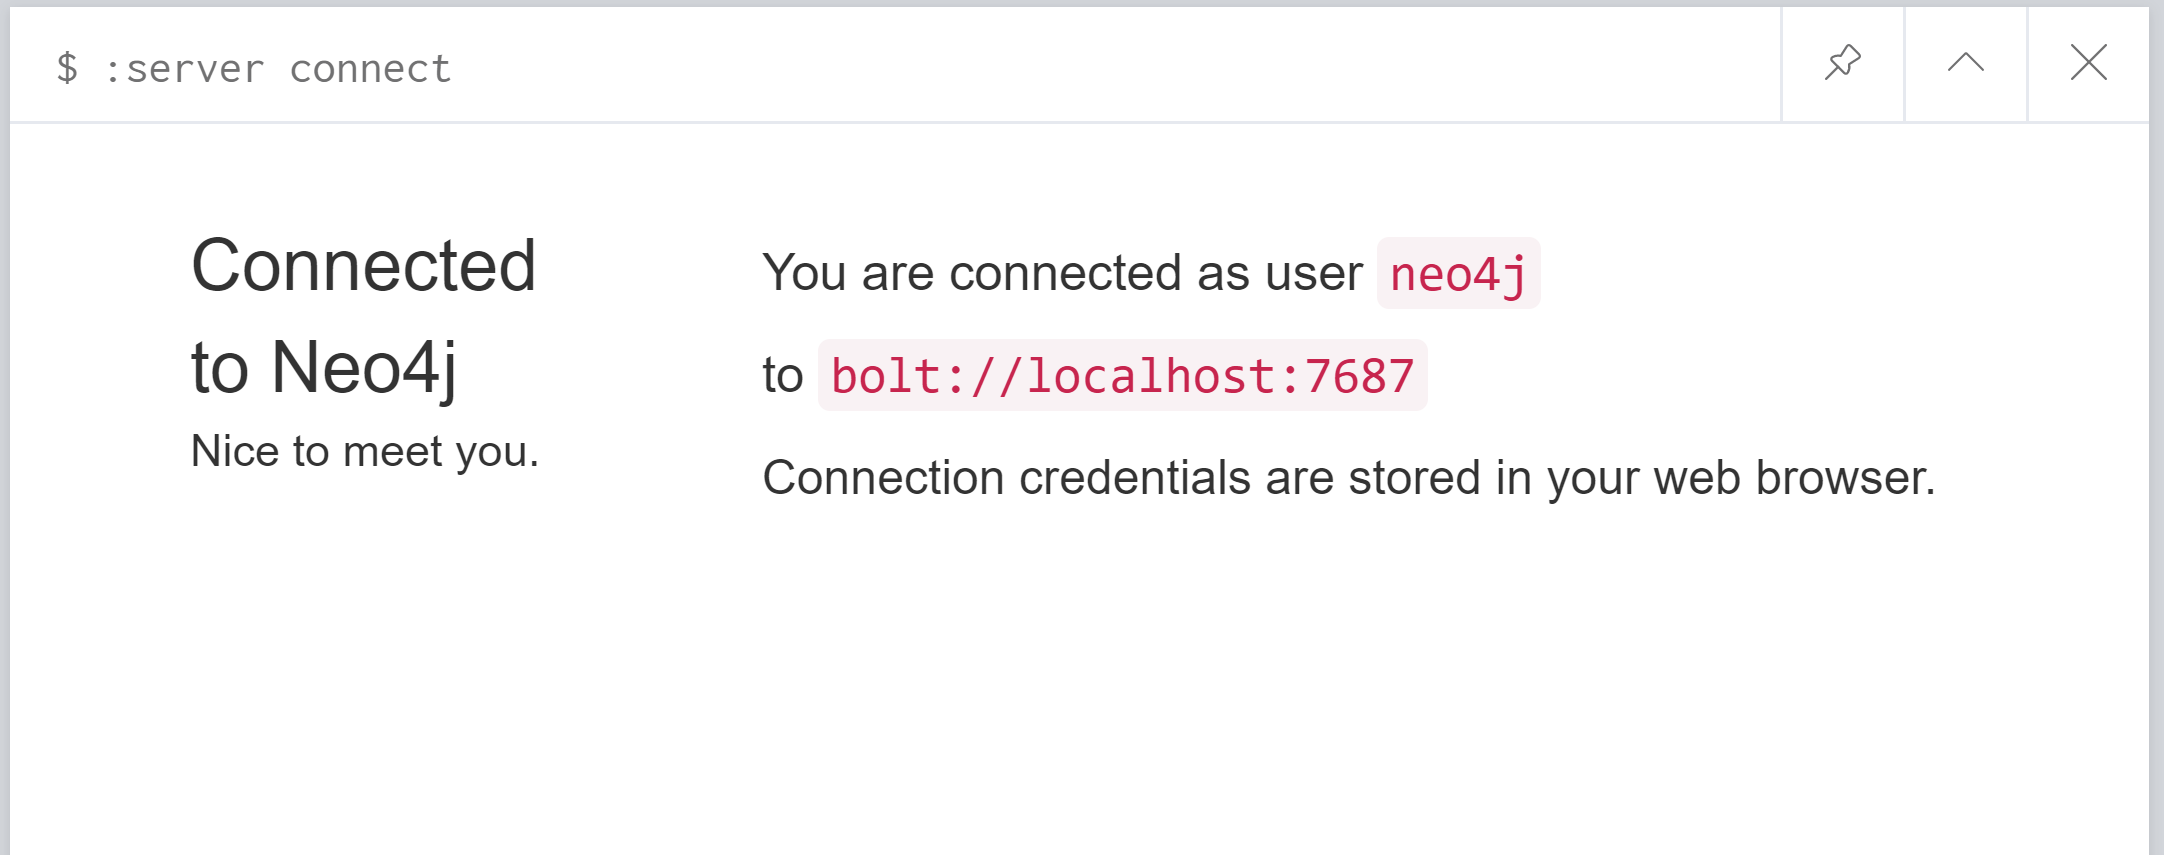 $ :server connect
Connected
to Neo4j
Nice to meet you.
You are connected as user neo4j
to bolt://localhost:7687
Connection credentials are stored in your web browser.